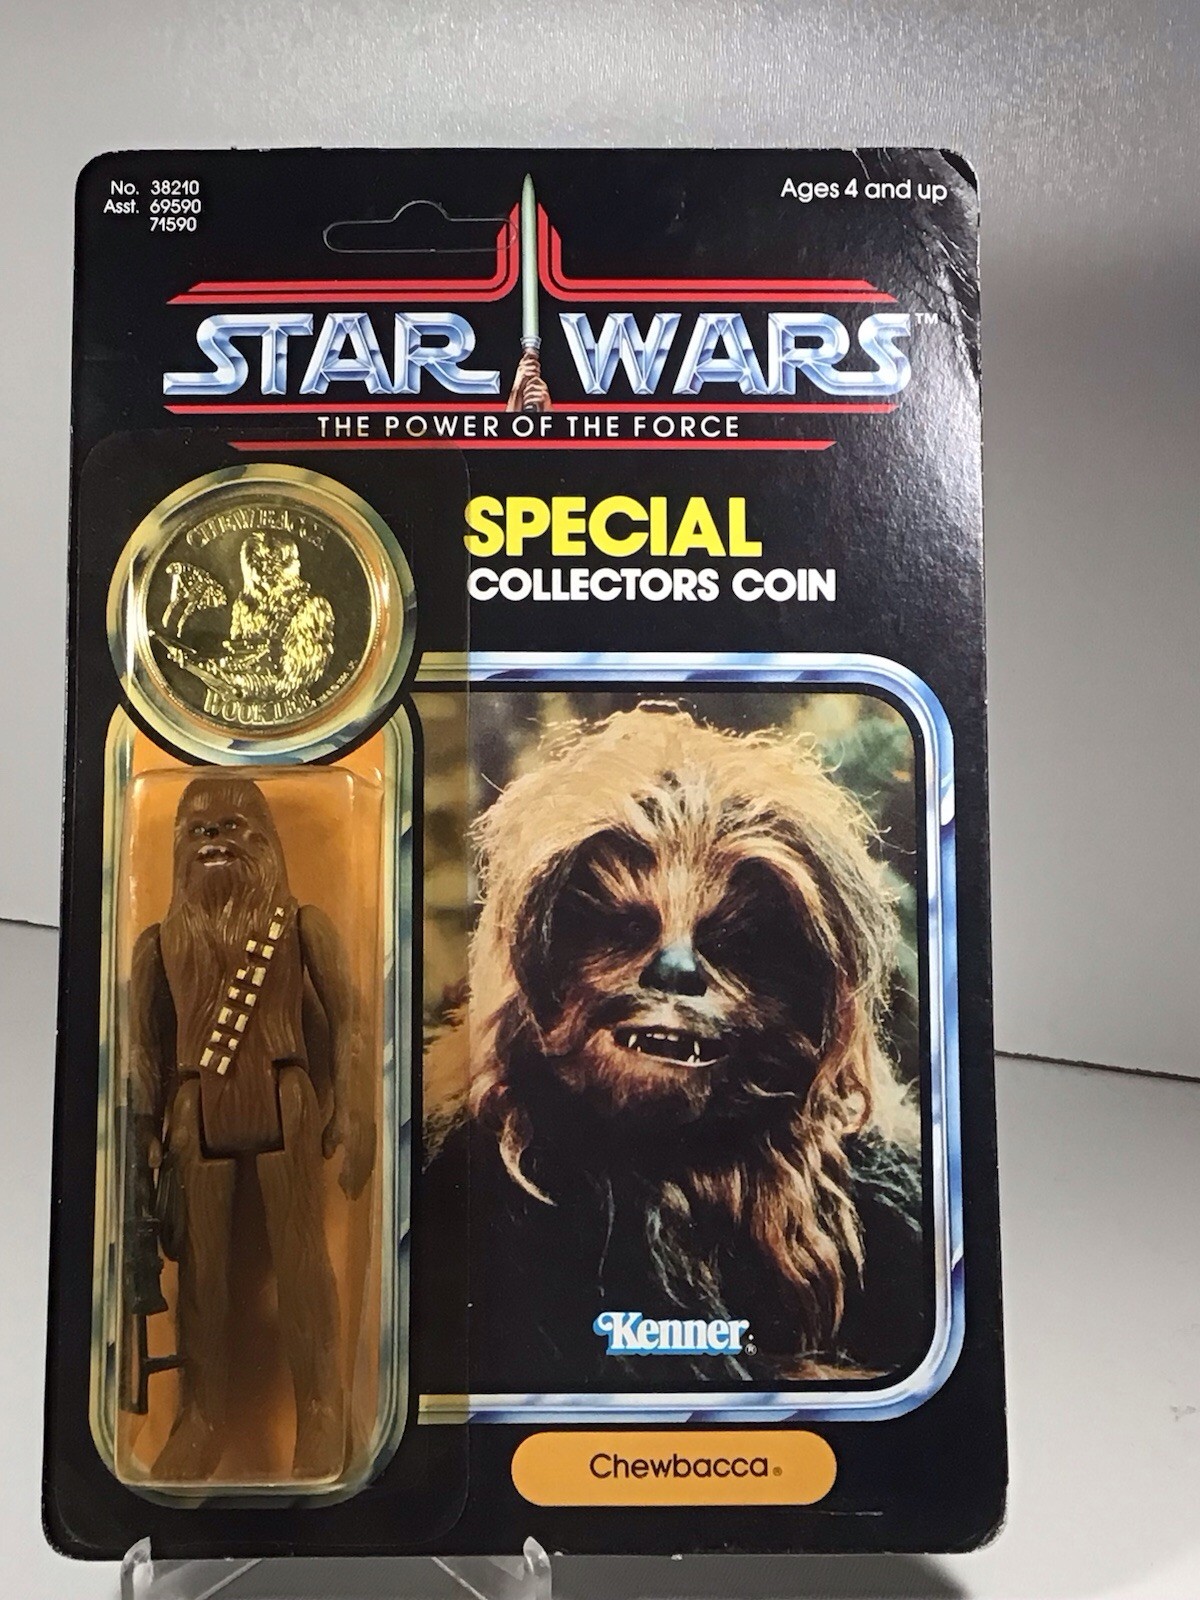 No. 38210
Asst. 69590
71590
Ages 4 and up
STAR WARS™
THE POWER OF THE FORCE
SPECIAL
COLLECTORS COIN
CHEWBACCA
WOOKIEE
Kenner®
Chewbacca®